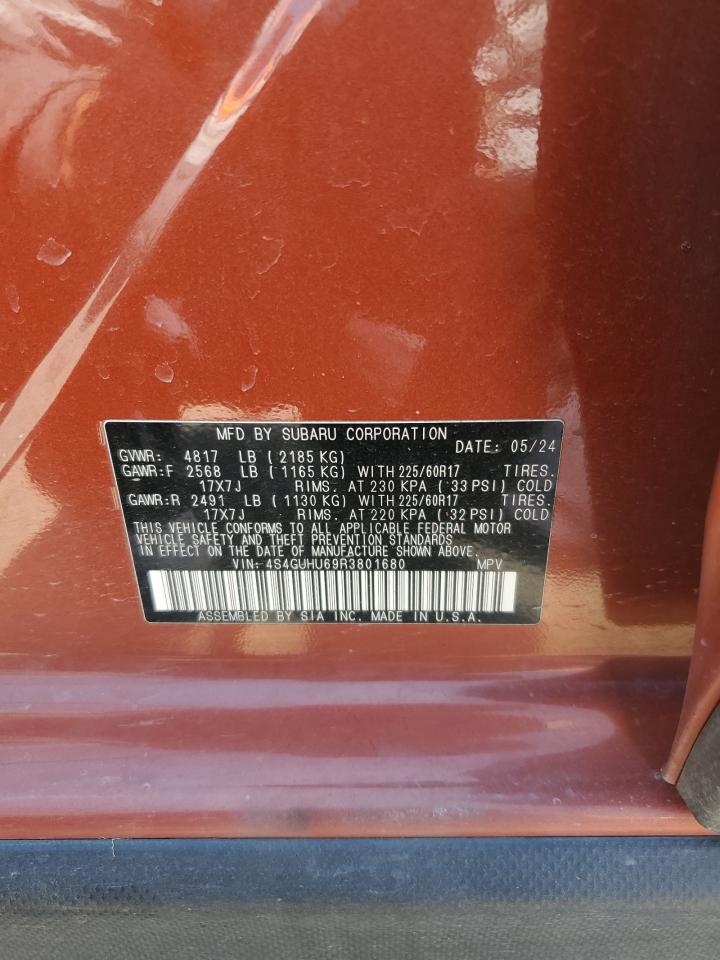 MFD BY SUBARU CORPORATION DATE: 05/24
GVWR: 4817 LB (2185 KG)
GAWR:F 2568 LB (1165 KG) WITH 225/60R17 TIRES.
17X7J RIMS. AT 230 KPA (33 PSI) COLD
GAWR:R 2491 LB (1130 KG) WITH 225/60R17 TIRES.
17X7J RIMS. AT 220 KPA (32 PSI) COLD
THIS VEHICLE CONFORMS TO ALL APPLICABLE FEDERAL MOTOR
VEHICLE SAFETY AND THEFT PREVENTION STANDARDS
IN EFFECT ON THE DATE OF MANUFACTURE SHOWN ABOVE.
VIN: 4S4GUHU69R3801680 MPV
ASSEMBLED BY SIA INC. MADE IN U.S.A.